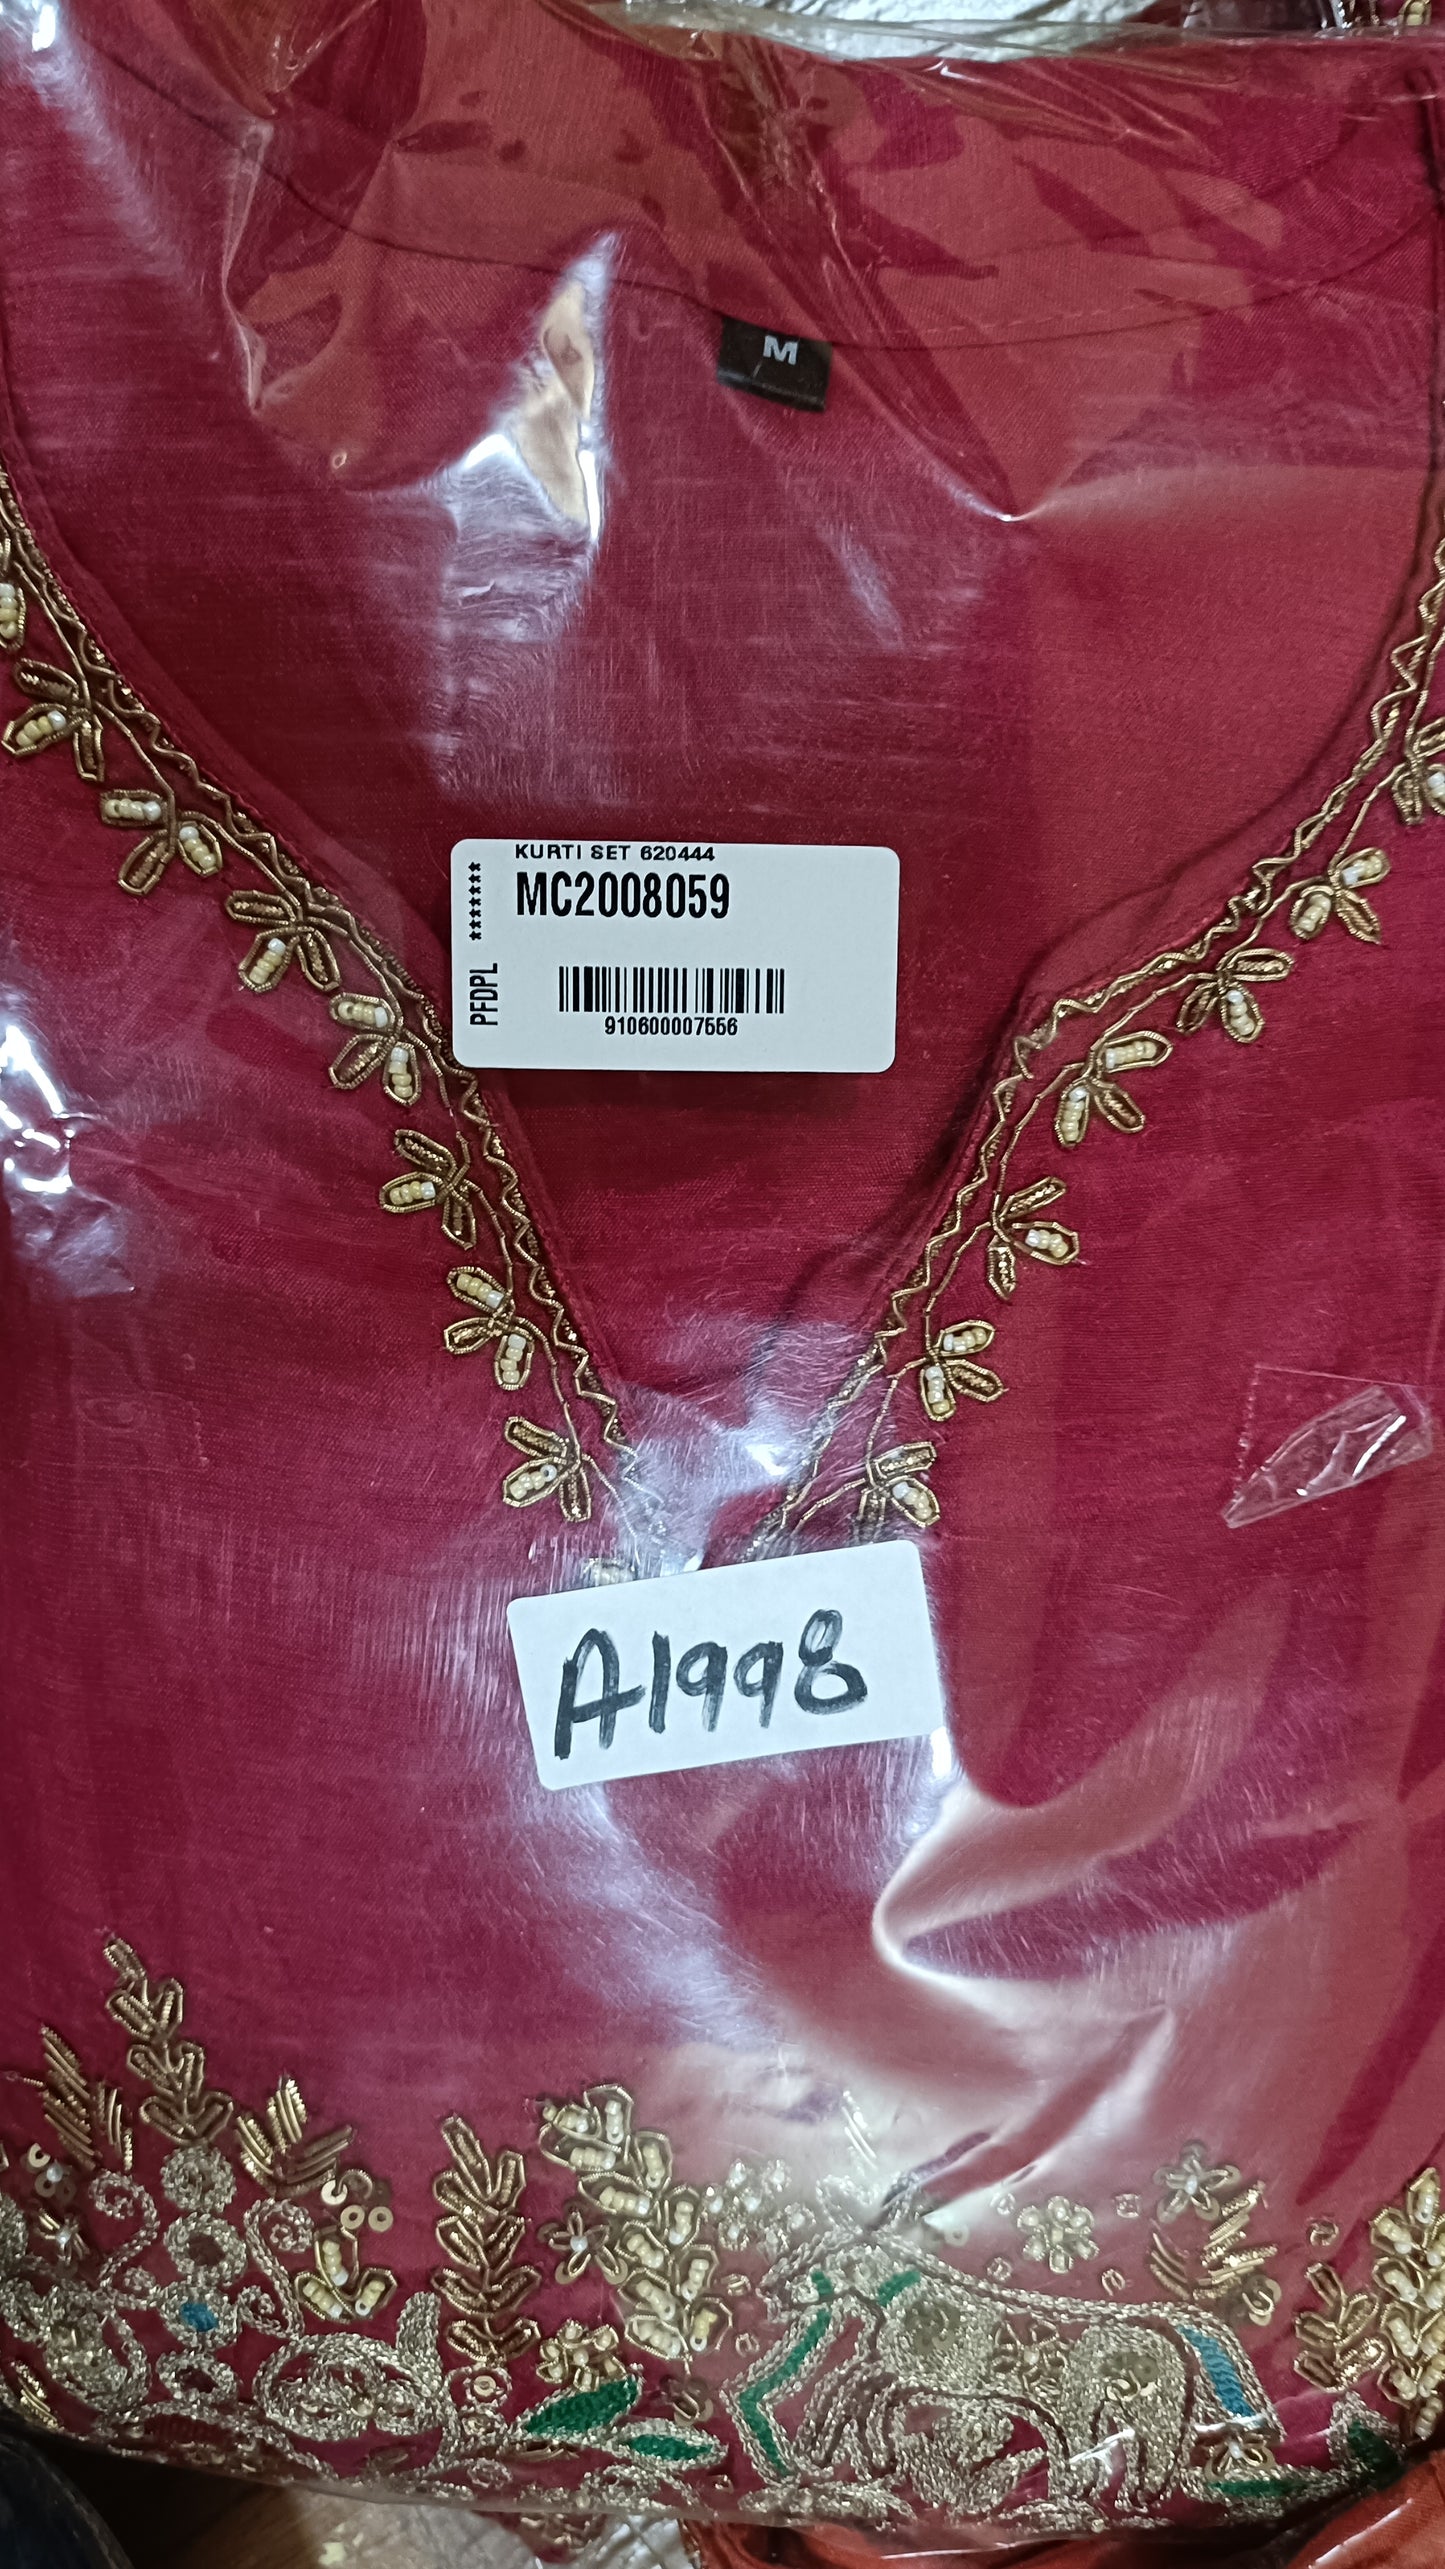 M
KURTI SET 620444
MC2008059
PFDPL *******
910600007556
A1998